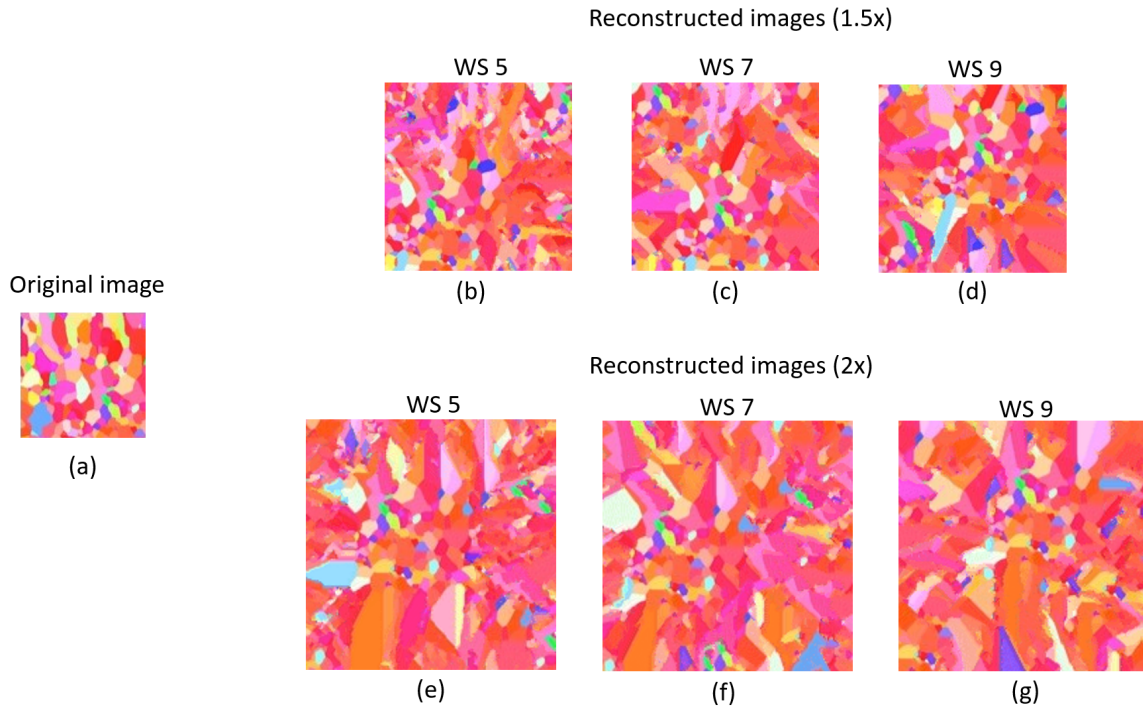 Reconstructed images (1.5x)
WS 5
WS 7
WS 9
(b)
(c)
(d)
Original image
(a)
Reconstructed images (2x)
WS 5
WS 7
WS 9
(e)
(f)
(g)